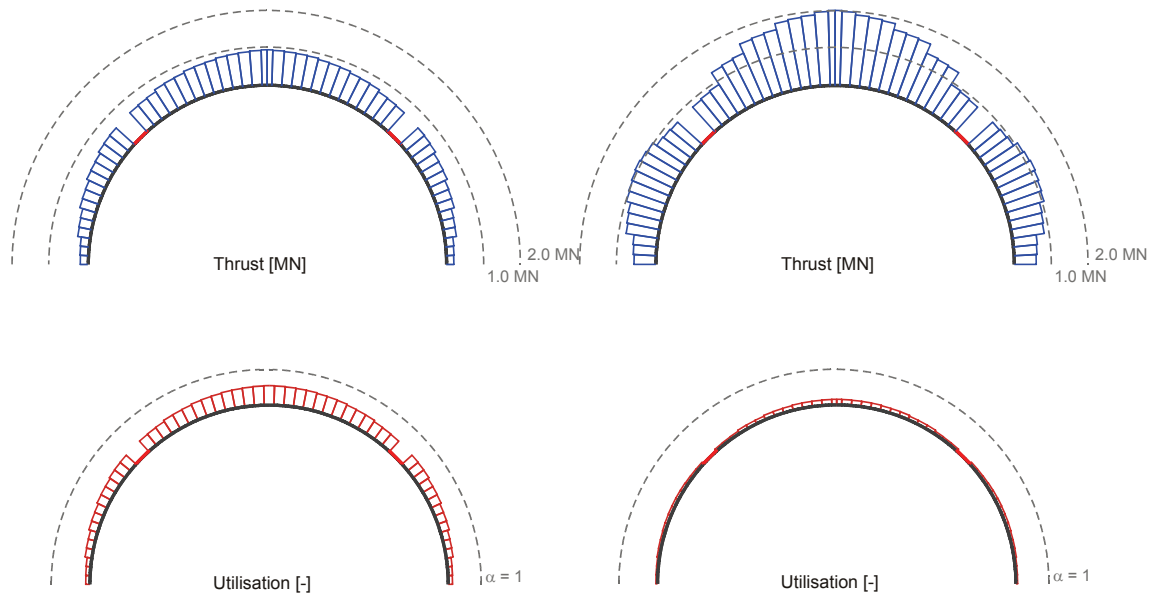 Thrust [MN]
2.0 MN
1.0 MN
Thrust [MN]
2.0 MN
1.0 MN
Utilisation [-]
α = 1
Utilisation [-]
α = 1